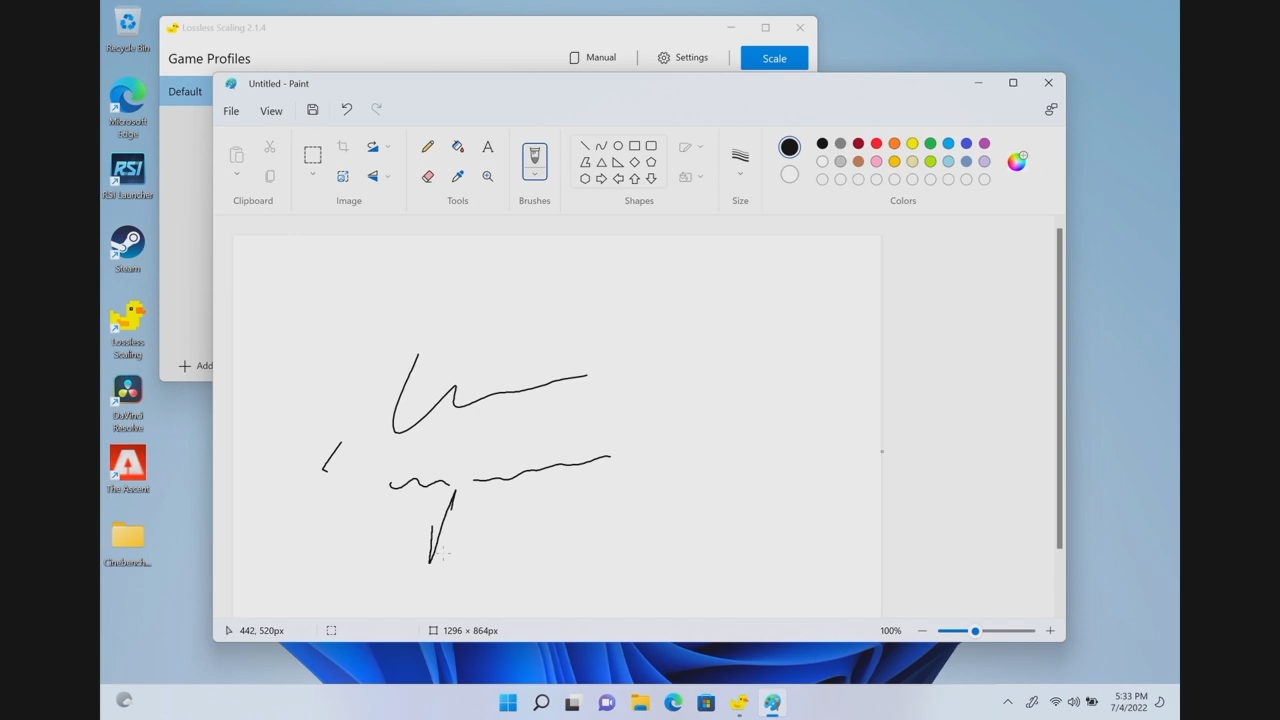 Recycle Bin
Microsoft
Edge
RSI
RSI Launcher
Steam
Lossless
Scaling
DaVinci
Resolve
The Ascent
Cinebench...
Lossless Scaling 2.1.4
Game Profiles
Manual
Settings
Scale
Default
Add
Untitled - Paint
File
View
Clipboard
Image
A
Tools
Brushes
Shapes
Size
Colors
442, 520px
1296 × 864px
100%
5:33 PM
7/4/2022